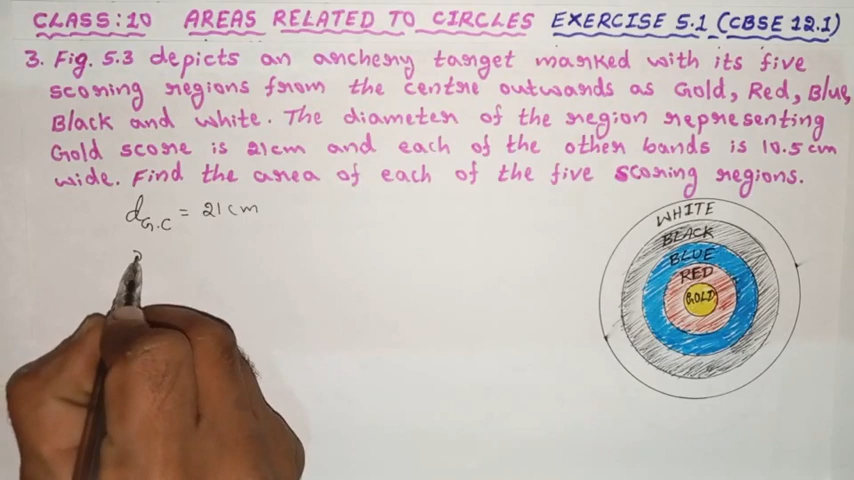 CLASS:10 AREAS RELATED TO CIRCLES EXERCISE 5.1 (CBSE 12.1)
3. Fig. 5.3 depicts an archery target marked with its five
scoring regions from the centre outwards as Gold, Red, Blue,
Black and white. The diameter of the region representing
Gold score is 21cm and each of the other bands is 10.5cm
wide. Find the area of each of the five scoring regions.
d G.C = 21cm
WHITE
BLACK
BLUE
RED
GOLD